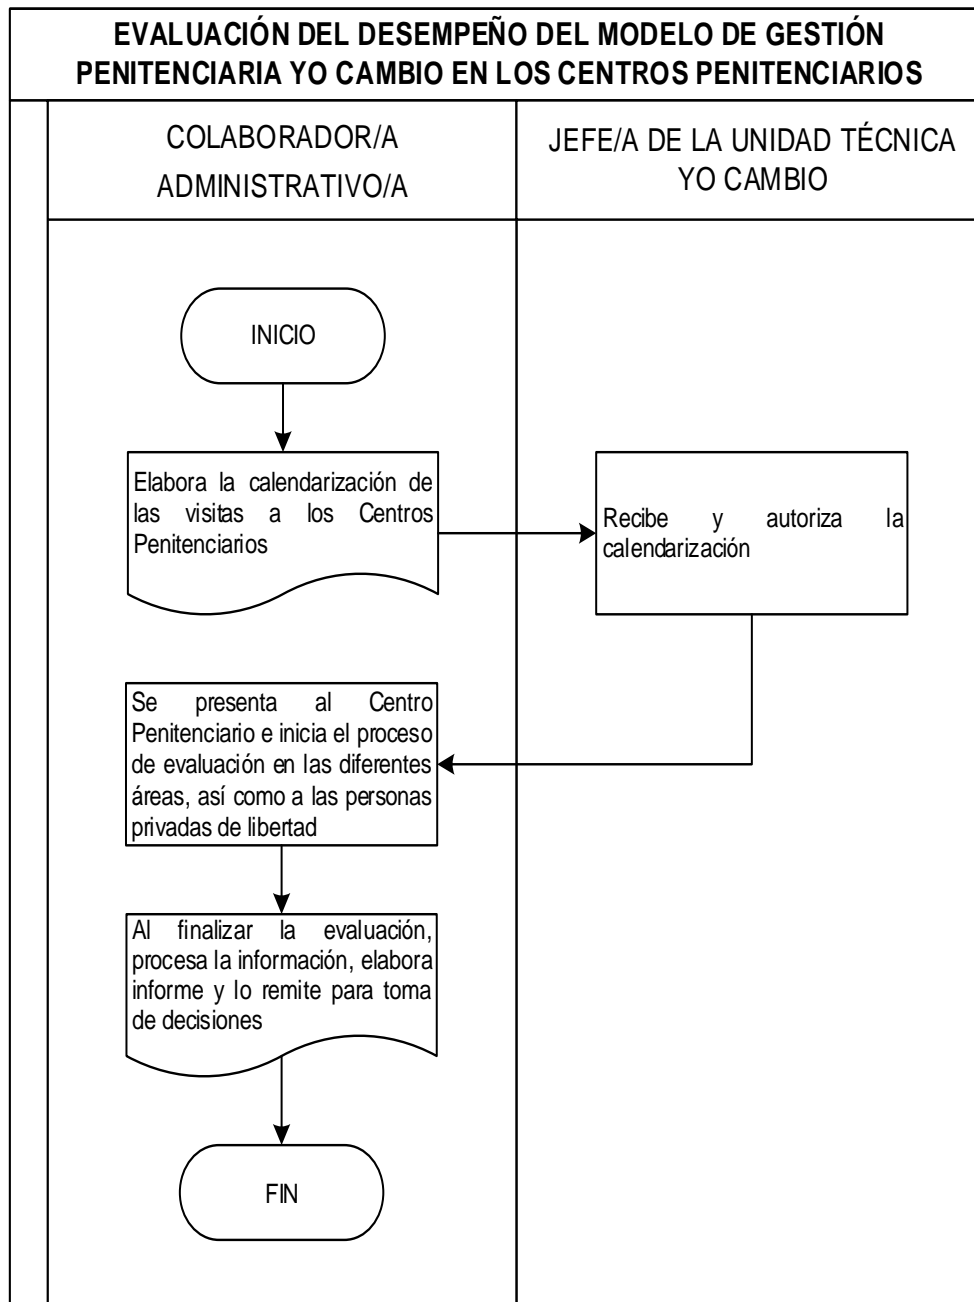 EVALUACIÓN DEL DESEMPEÑO DEL MODELO DE GESTIÓN
PENITENCIARIA YO CAMBIO EN LOS CENTROS PENITENCIARIOS
COLABORADOR/A
ADMINISTRATIVO/A
JEFE/A DE LA UNIDAD TÉCNICA
YO CAMBIO
INICIO
Elabora la calendarización de
las visitas a los Centros
Penitenciarios
Recibe y autoriza la
calendarización
Se presenta al Centro
Penitenciario e inicia el proceso
de evaluación en las diferentes
áreas, así como a las personas
privadas de libertad
Al finalizar la evaluación,
procesa la información, elabora
informe y lo remite para toma
de decisiones
FIN